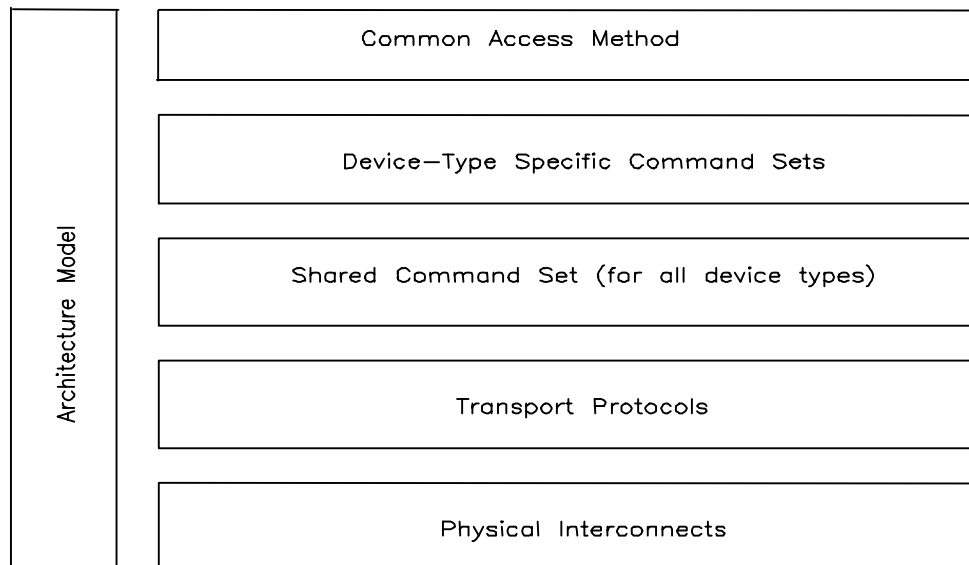 Common Access Method
Device-Type Specific Command Sets
Shared Command Set (for all device types)
Architecture Model
Transport Protocols
Physical Interconnects